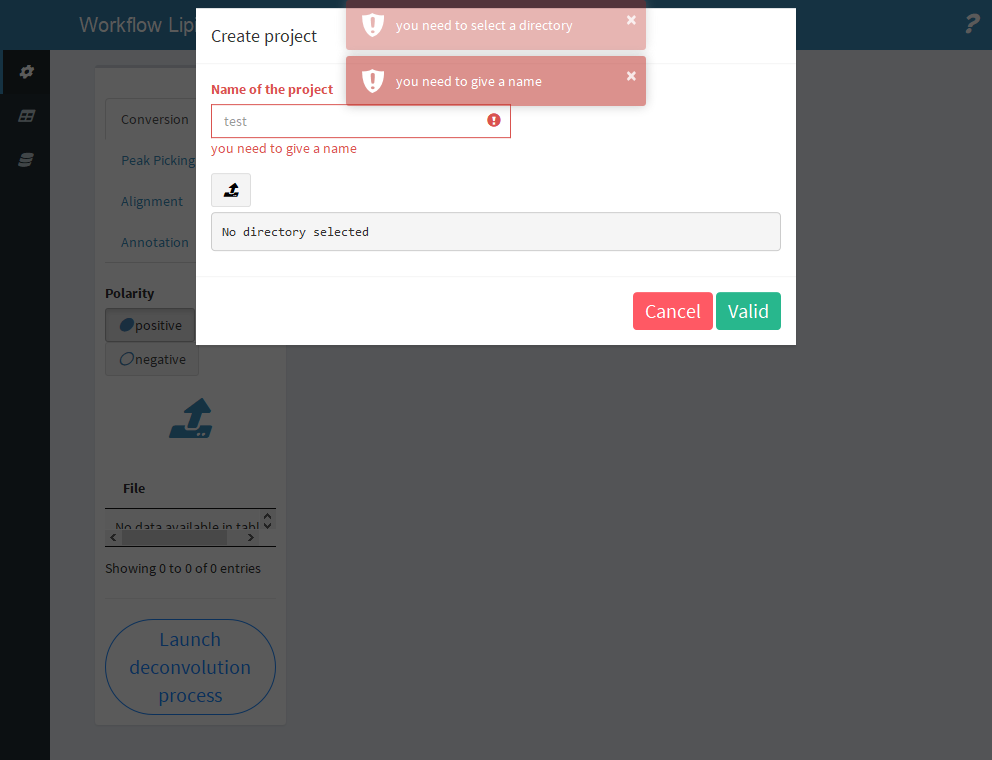 Workflow Lip
?
you need to select a directory
×
you need to give a name
×
Create project
Name of the project
test
you need to give a name
No directory selected
Cancel Valid
Conversion
Peak Picking
Alignment
Annotation
Polarity
positive
negative
File
No data available in tabl
Showing 0 to 0 of 0 entries
Launch
deconvolution
process